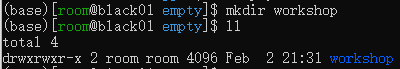 (base)[room@black01 empty]$ mkdir workshop
(base)[room@black01 empty]$ ll
total 4
drwxrwxr-x 2 room room 4096 Feb  2 21:31 workshop